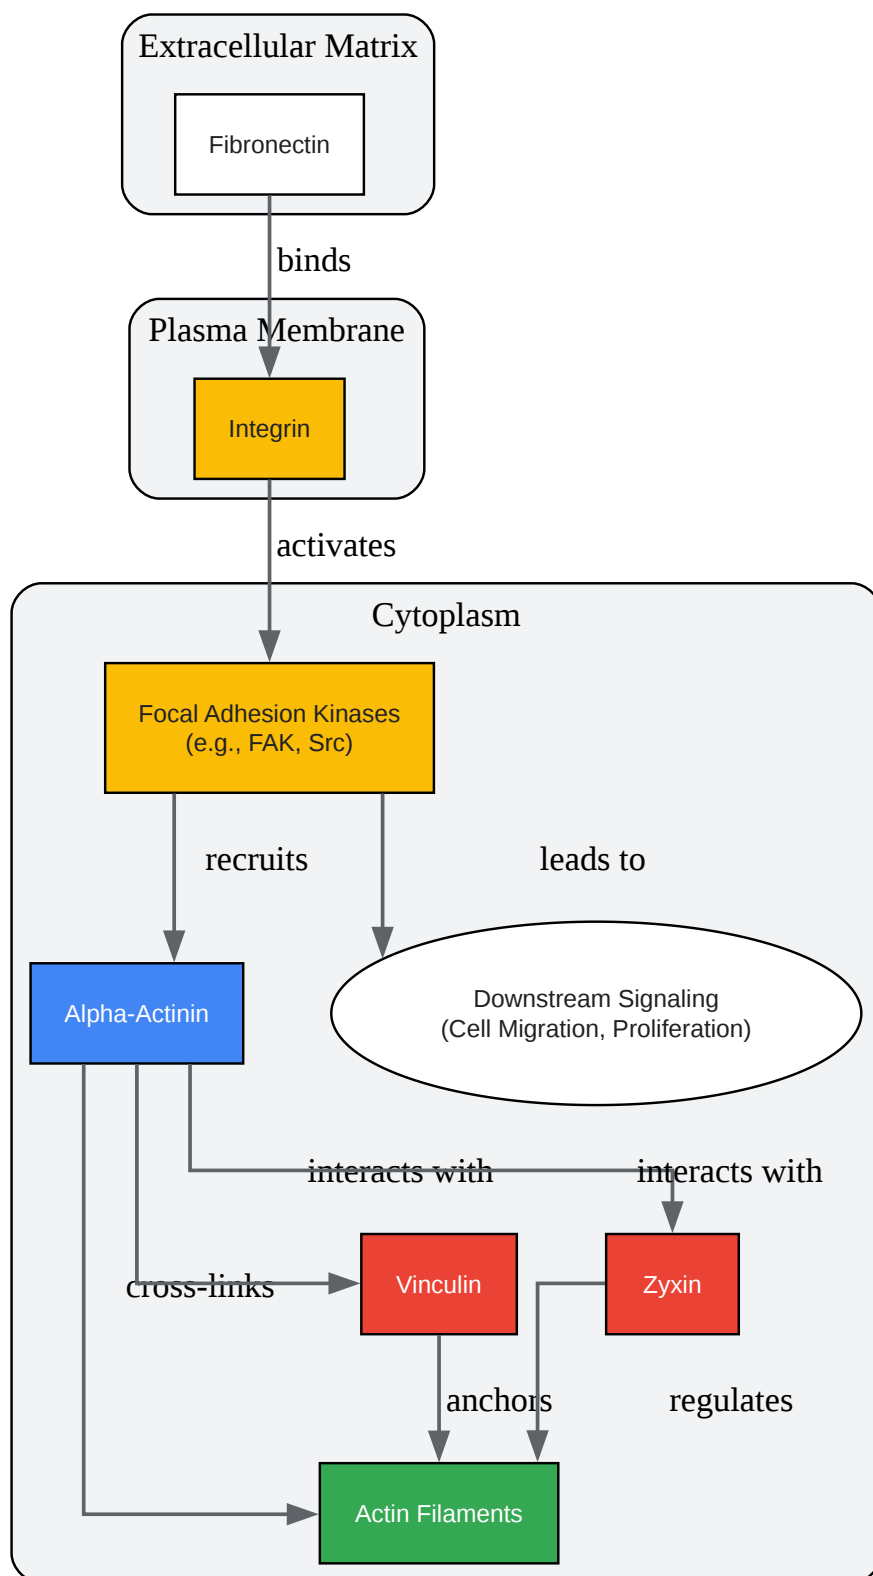 Extracellular Matrix
Fibronectin
binds
Plasma Membrane
Integrin
activates
Cytoplasm
Focal Adhesion Kinases
(e.g., FAK, Src)
recruits
leads to
Alpha-Actinin
Downstream Signaling
(Cell Migration, Proliferation)
interacts with
interacts with
cross-links
Vinculin
Zyxin
anchors
regulates
Actin Filaments